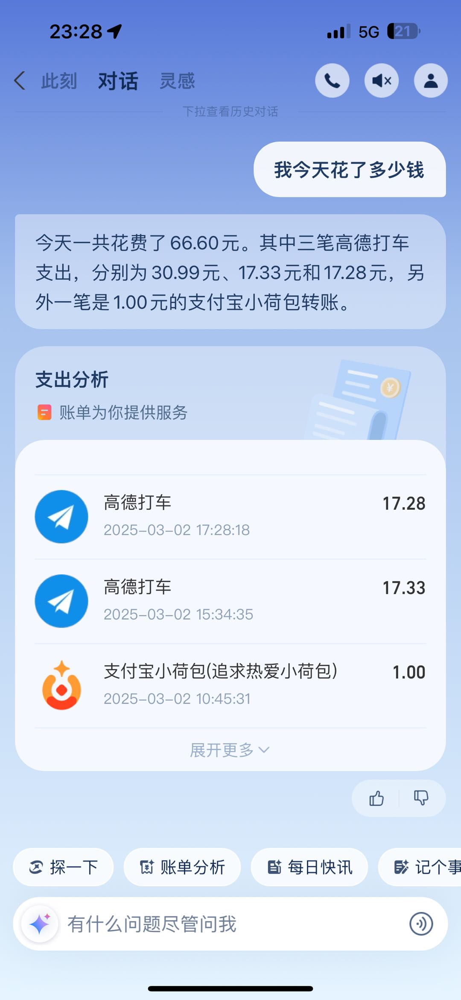 23:28
5G
21
此刻
对话
灵感
下拉查看历史对话
我今天花了多少钱
今天一共花费了66.60元。其中三笔高德打车
支出，分别为30.99元、17.33元和17.28元，另
外一笔是1.00元的支付宝小荷包转账。
支出分析
账单为你提供服务
高德打车
17.28
2025-03-02 17:28:18
高德打车
17.33
2025-03-02 15:34:35
支付宝小荷包(追求热爱小荷包)
1.00
2025-03-02 10:45:31
展开更多
探一下
账单分析
每日快讯
记个事
有什么问题尽管问我